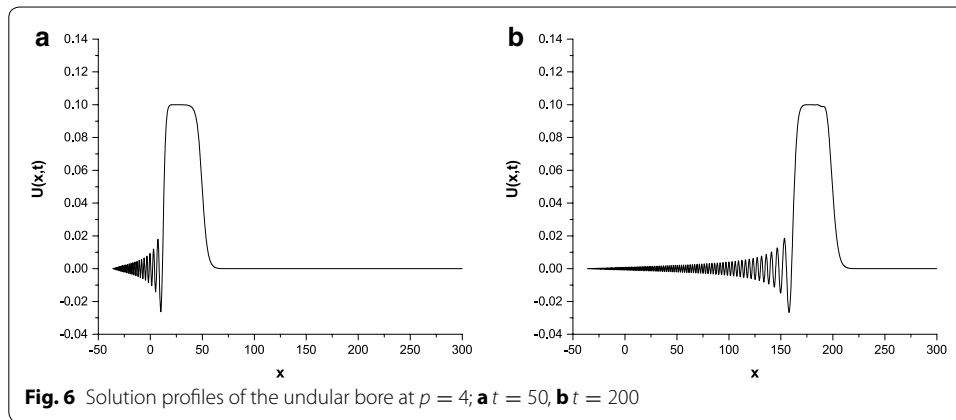 a
0.14
0.12
0.10
0.08
0.06
0.04
0.02
0.00
-0.02
-0.04
U(x,t)
-50 0 50 100 150 200 250 300
x
b
0.14
0.12
0.10
0.08
0.06
0.04
0.02
0.00
-0.02
-0.04
U(x,t)
-50 0 50 100 150 200 250 300
x
Fig. 6 Solution profiles of the undular bore at p = 4; a t = 50, b t = 200